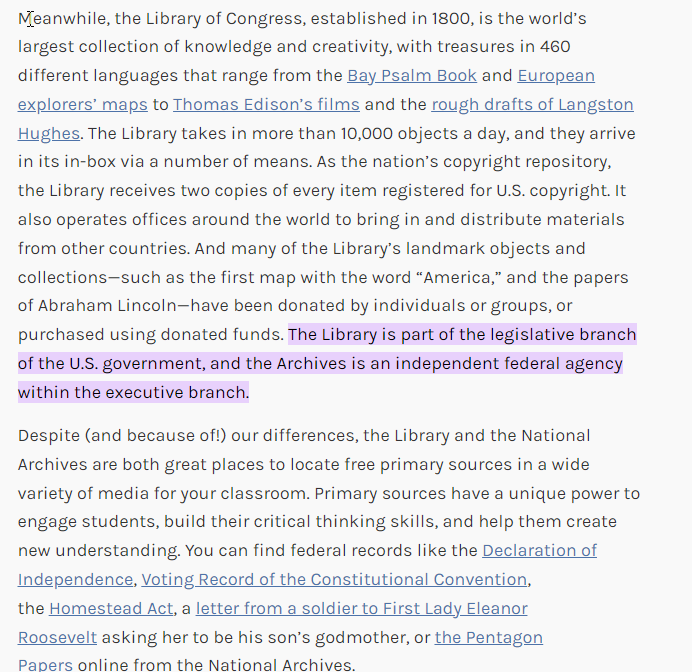 Meanwhile, the Library of Congress, established in 1800, is the world’s
largest collection of knowledge and creativity, with treasures in 460
different languages that range from the Bay Psalm Book and European
explorers’ maps to Thomas Edison’s films and the rough drafts of Langston
Hughes. The Library takes in more than 10,000 objects a day, and they arrive
in its in-box via a number of means. As the nation’s copyright repository,
the Library receives two copies of every item registered for U.S. copyright. It
also operates offices around the world to bring in and distribute materials
from other countries. And many of the Library’s landmark objects and
collections—such as the first map with the word “America,” and the papers
of Abraham Lincoln—have been donated by individuals or groups, or
purchased using donated funds. The Library is part of the legislative branch
of the U.S. government, and the Archives is an independent federal agency
within the executive branch.
Despite (and because of!) our differences, the Library and the National
Archives are both great places to locate free primary sources in a wide
variety of media for your classroom. Primary sources have a unique power to
engage students, build their critical thinking skills, and help them create
new understanding. You can find federal records like the Declaration of
Independence, Voting Record of the Constitutional Convention,
the Homestead Act, a letter from a soldier to First Lady Eleanor
Roosevelt asking her to be his son’s godmother, or the Pentagon
Papers online from the National Archives.